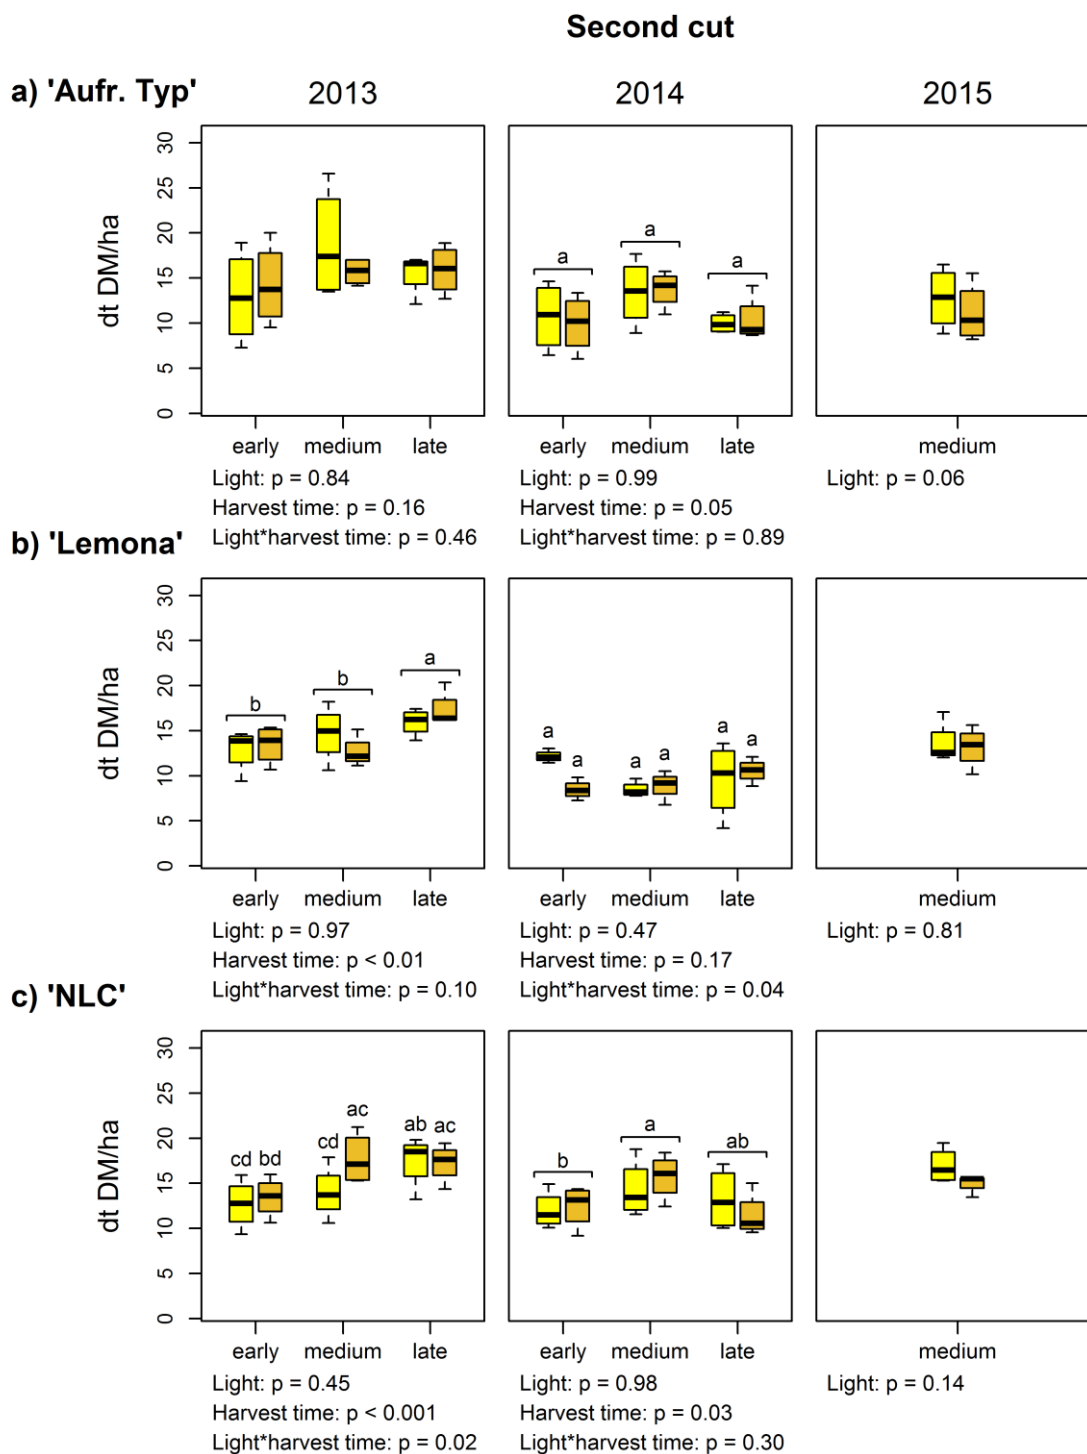 Second cut
a) 'Aufr. Typ'
2013
2014
2015
dt DM/ha
30
25
20
15
10
5
0
a
a
a
early medium late
early medium late
medium
Light: p = 0.84
Harvest time: p = 0.16
Light*harvest time: p = 0.46
Light: p = 0.99
Harvest time: p = 0.05
Light*harvest time: p = 0.89
Light: p = 0.06
b) 'Lemona'
dt DM/ha
30
25
20
15
10
5
0
b
b
a
a
a
a
a
a
a
early medium late
early medium late
medium
Light: p = 0.97
Harvest time: p < 0.01
Light*harvest time: p = 0.10
Light: p = 0.47
Harvest time: p = 0.17
Light*harvest time: p = 0.04
Light: p = 0.81
c) 'NLC'
dt DM/ha
30
25
20
15
10
5
0
cd bd
cd
ac
ab ac
b
a
ab
early medium late
early medium late
medium
Light: p = 0.45
Harvest time: p < 0.001
Light*harvest time: p = 0.02
Light: p = 0.98
Harvest time: p = 0.03
Light*harvest time: p = 0.30
Light: p = 0.14